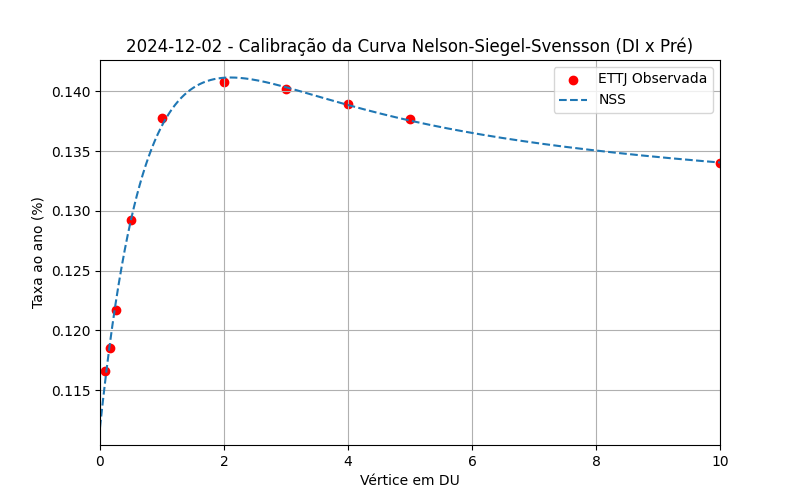 2024-12-02 - Calibração da Curva Nelson-Siegel-Svensson (DI x Pré)
ETTJ Observada
NSS
Taxa ao ano (%)
0.140
0.135
0.130
0.125
0.120
0.115
0 2 4 6 8 10
Vértice em DU